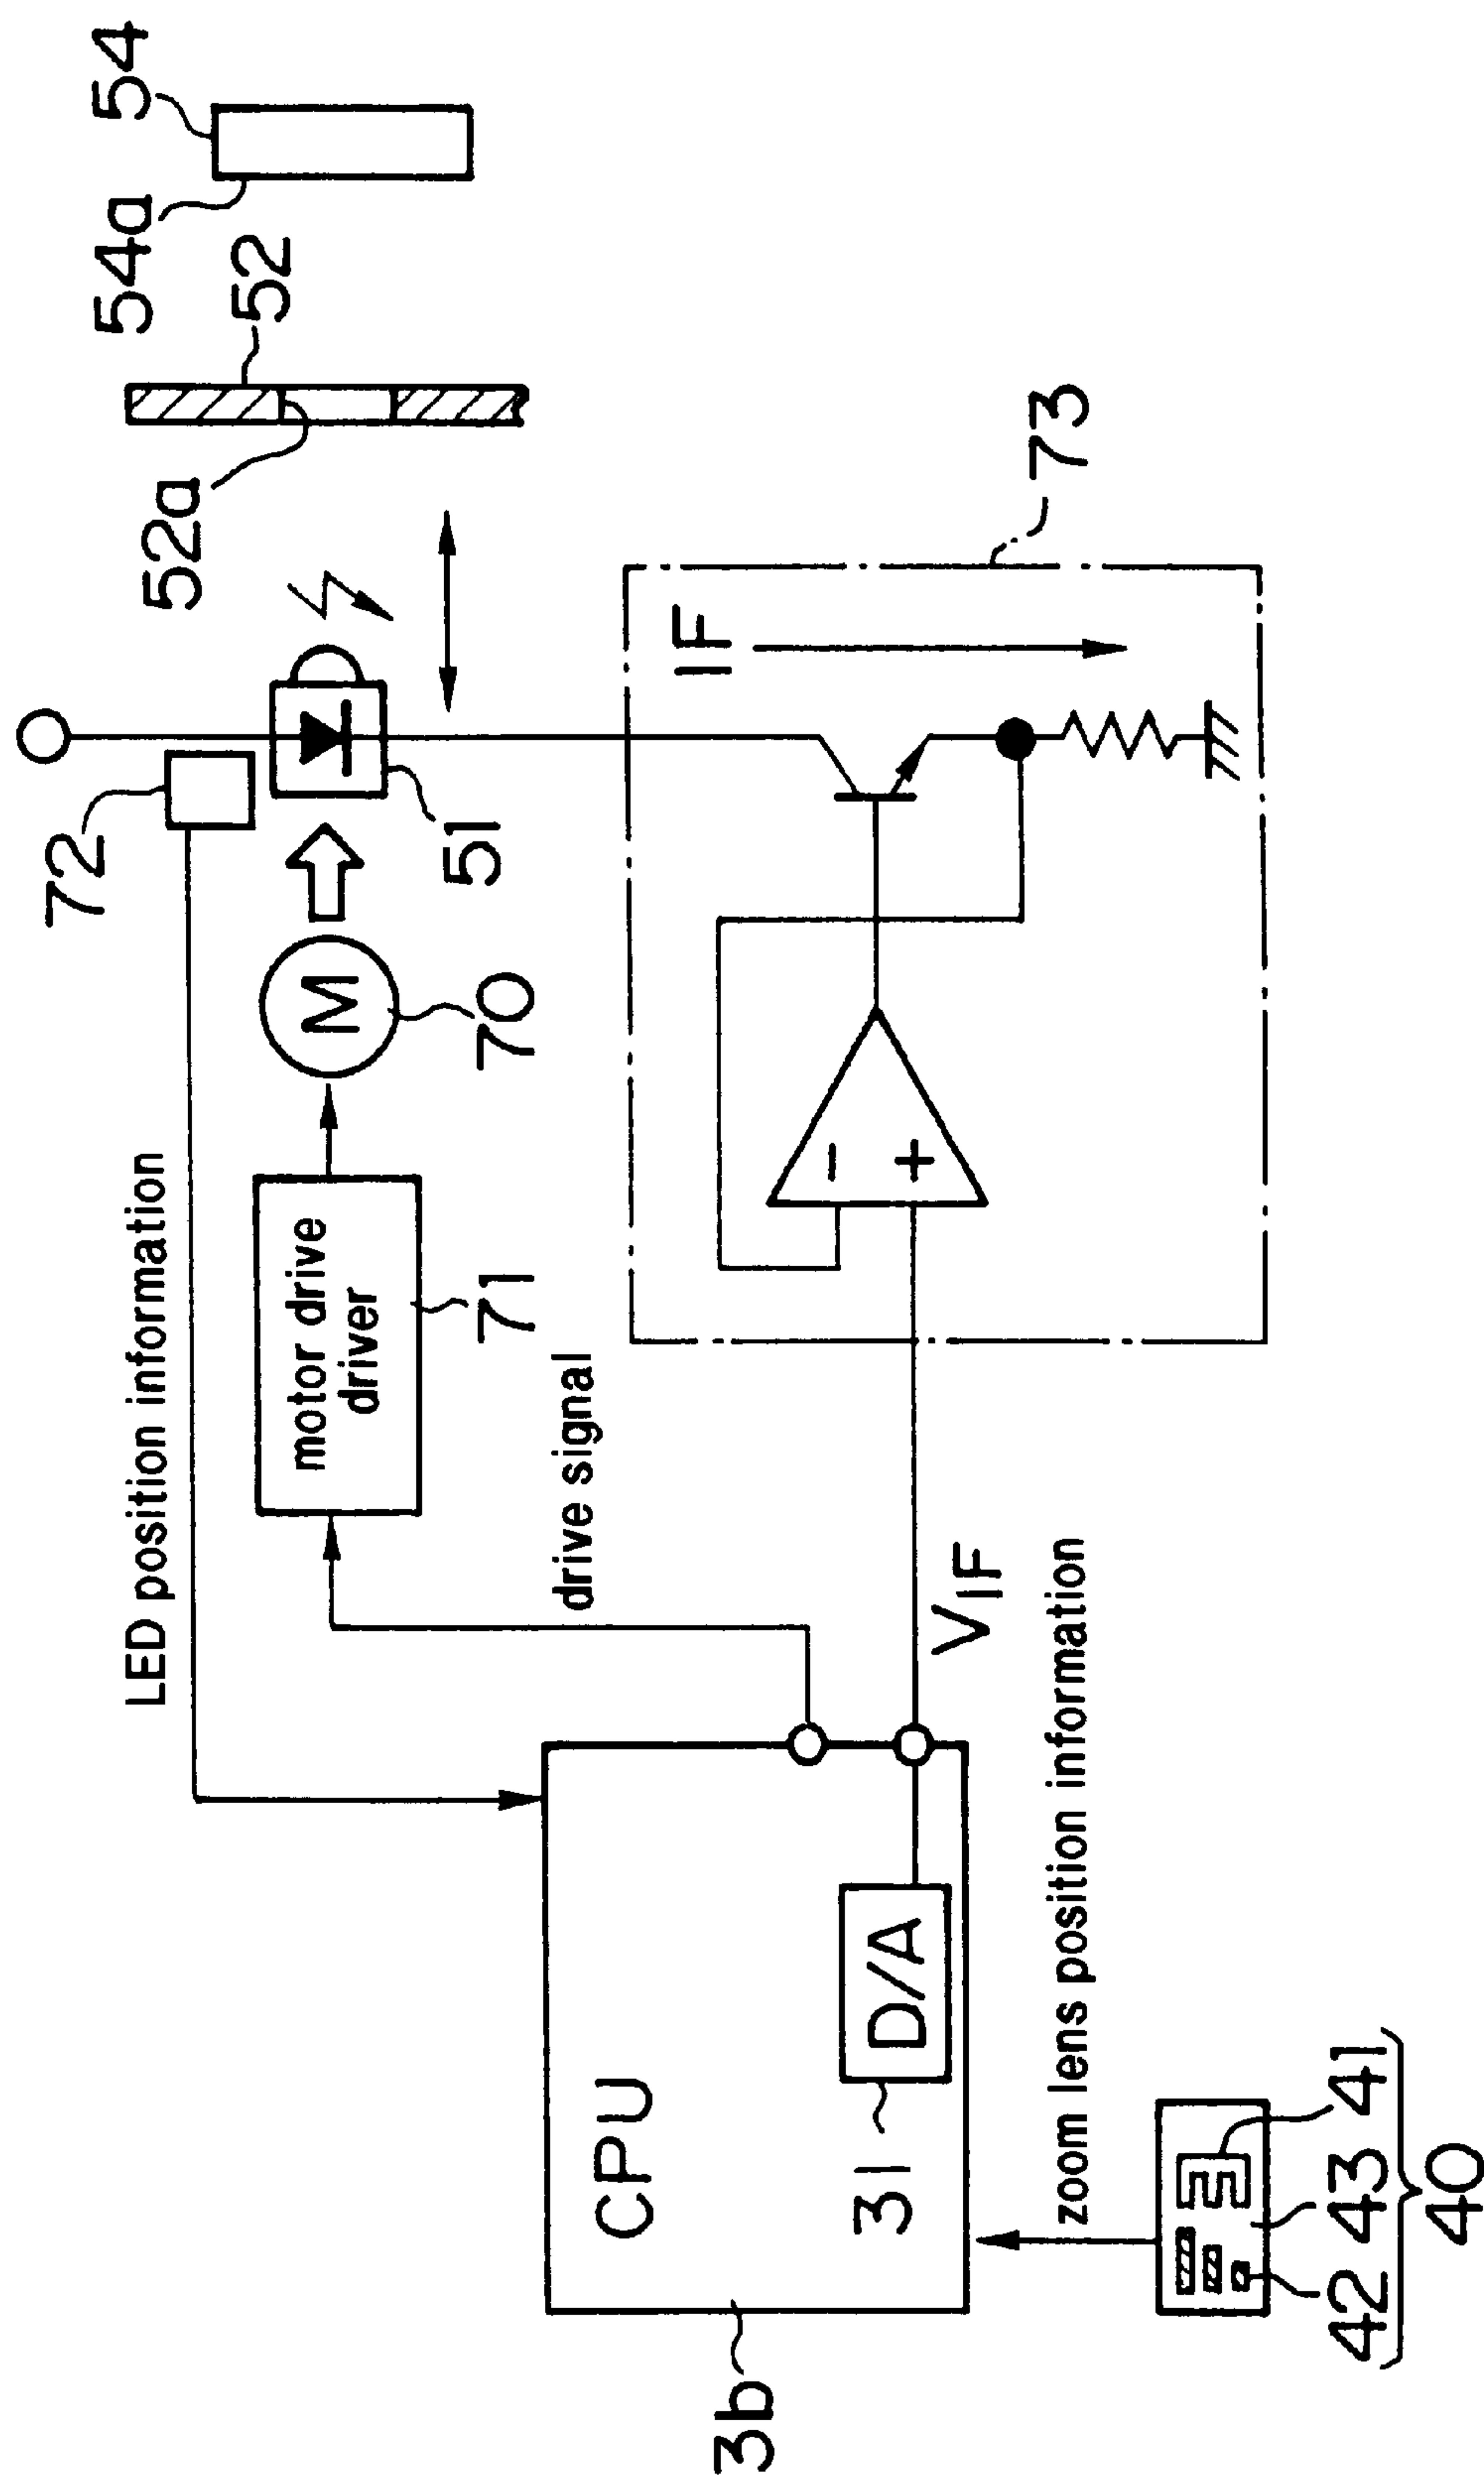 LED position information
72
52a
54a
54
52
motor drive
driver
M
51
71
70
drive signal
IF
73
CPU
3b
31
D/A
VIF
−
+
zoom lens position information
42
43
41
40